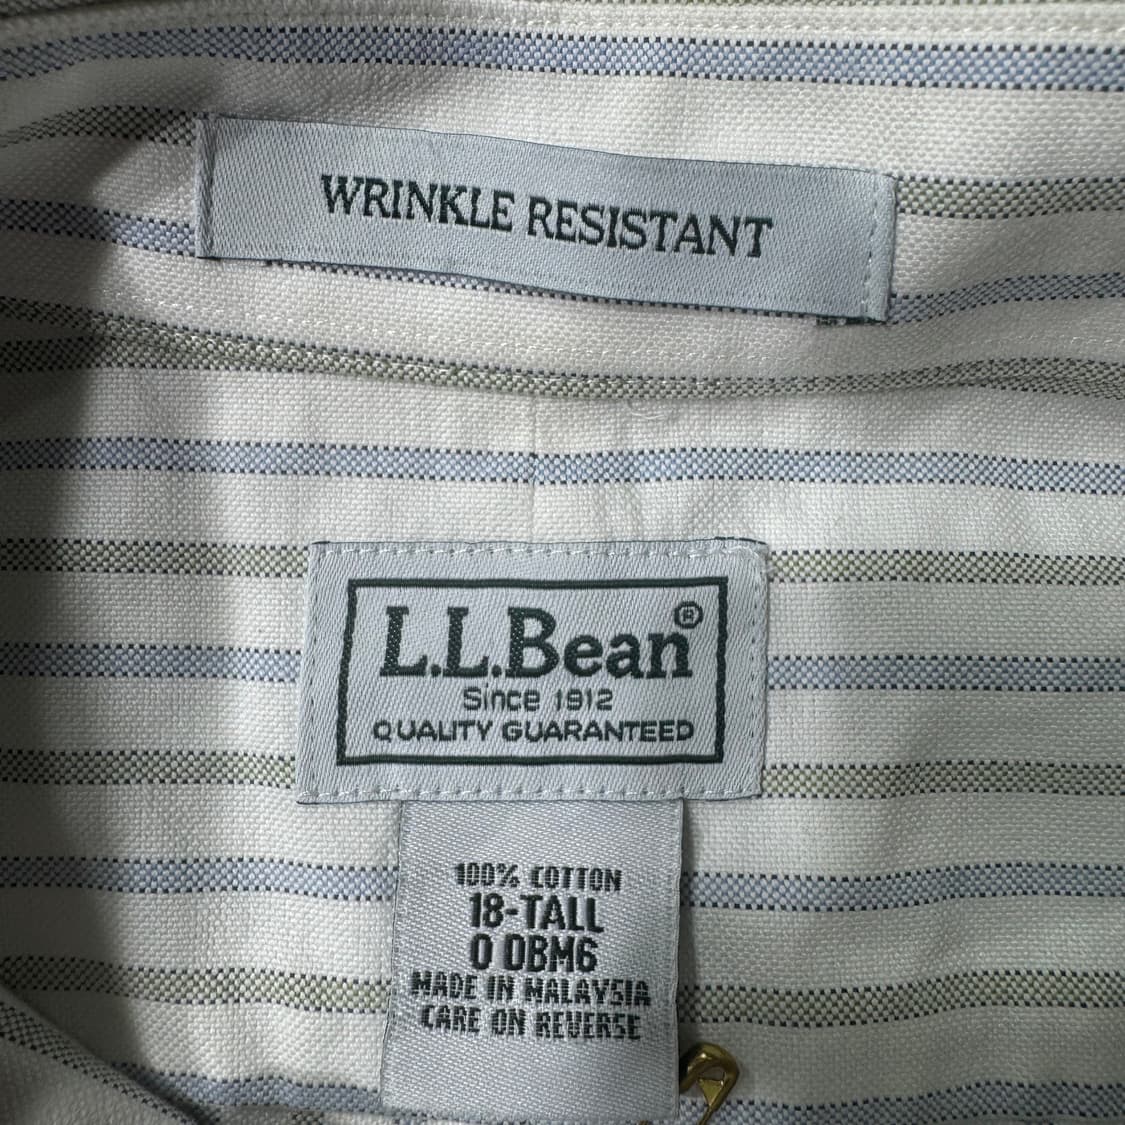 WRINKLE RESISTANT
L.L.Bean®
Since 1912
QUALITY GUARANTEED
100% COTTON
18-TALL
0 0BM6
MADE IN MALAYSIA
CARE ON REVERSE